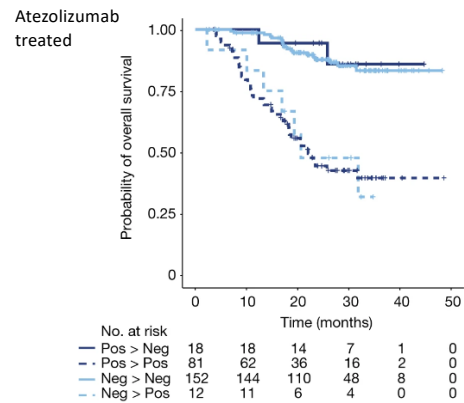 Atezolizumab
treated
Probability of overall survival
1.00
0.75
0.50
0.25
0
0 10 20 30 40 50
Time (months)
No. at risk
Pos > Neg 18 18 14 7 1 0
Pos > Pos 81 62 36 16 2 0
Neg > Neg 152 144 110 48 8 0
Neg > Pos 12 11 6 4 0 0